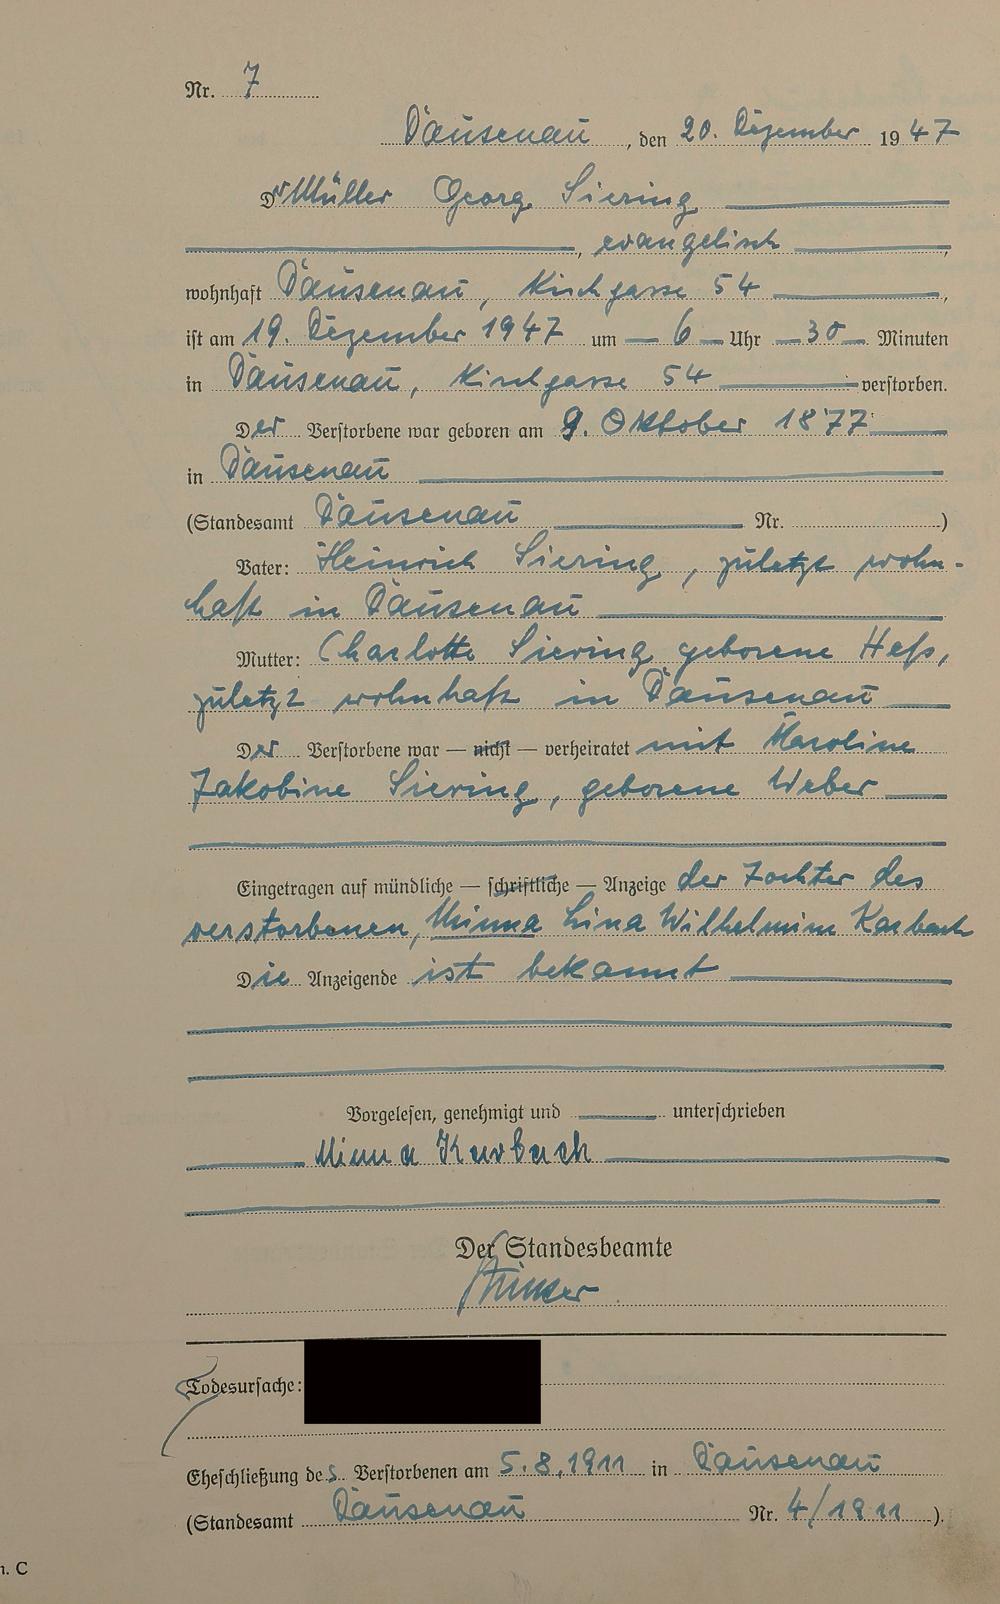 Nr. 7
Dausenau, den 20. Dezember 1947
Dr Müller Georg Siering
, evangelisch,
wohnhaft Dausenau, Kirchgasse 54,
ist am 19. Dezember 1947 um 6 Uhr 30 Minuten
in Dausenau, Kirchgasse 54 verstorben.
Der Verstorbene war geboren am 9. Oktober 1877
in Dausenau
(Standesamt Dausenau Nr. )
Vater: Heinrich Siering, zuletzt wohn-
haft in Dausenau
Mutter: Charlotte Siering geborene Heß,
zuletzt wohnhaft in Dausenau
Der Verstorbene war — nicht — verheiratet mit Karoline
Jakobine Siering, geborene Weber
Eingetragen auf mündliche — schriftliche — Anzeige der Tochter des
verstorbenen, Minna Lina Wilhelmine Karbach
Die Anzeigende ist bekannt
Vorgelesen, genehmigt und unterschrieben
Minna Karbach
Der Standesbeamte
Todesursache:
Eheschließung des Verstorbenen am 5.8.1911 in Dausenau
(Standesamt Dausenau Nr. 4/1911).
n. C